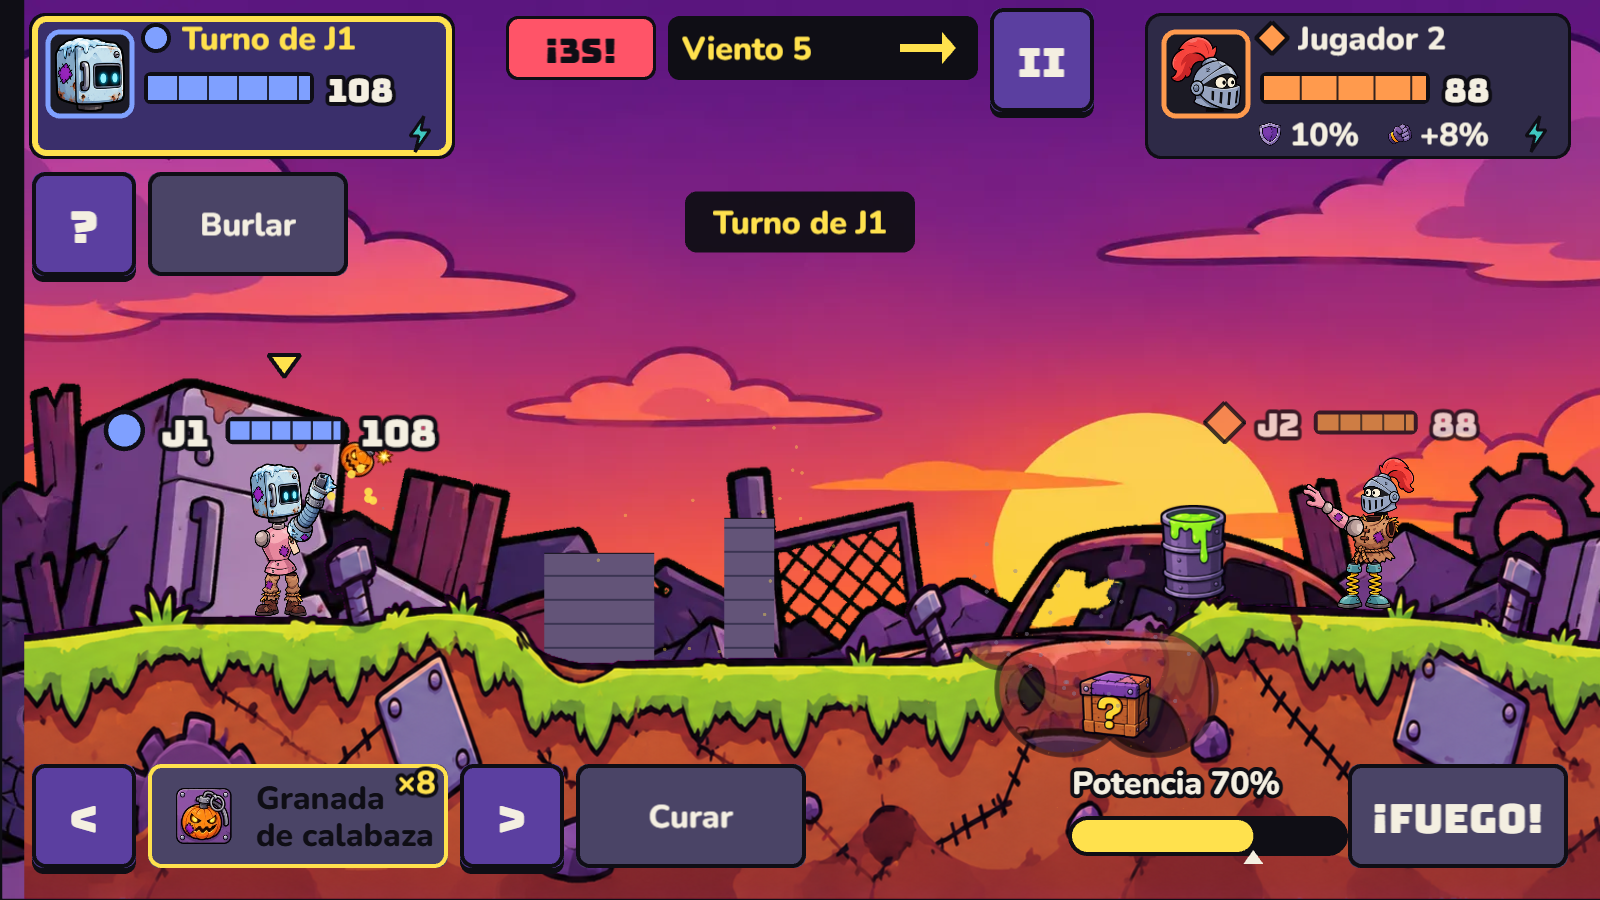 Turno de J1
108
¡3S!
Viento 5
II
Jugador 2
88
10%
+8%
?
Burlar
Turno de J1
J1
108
J2
88
?
<
Granada
de calabaza
×8
>
Curar
Potencia 70%
¡FUEGO!